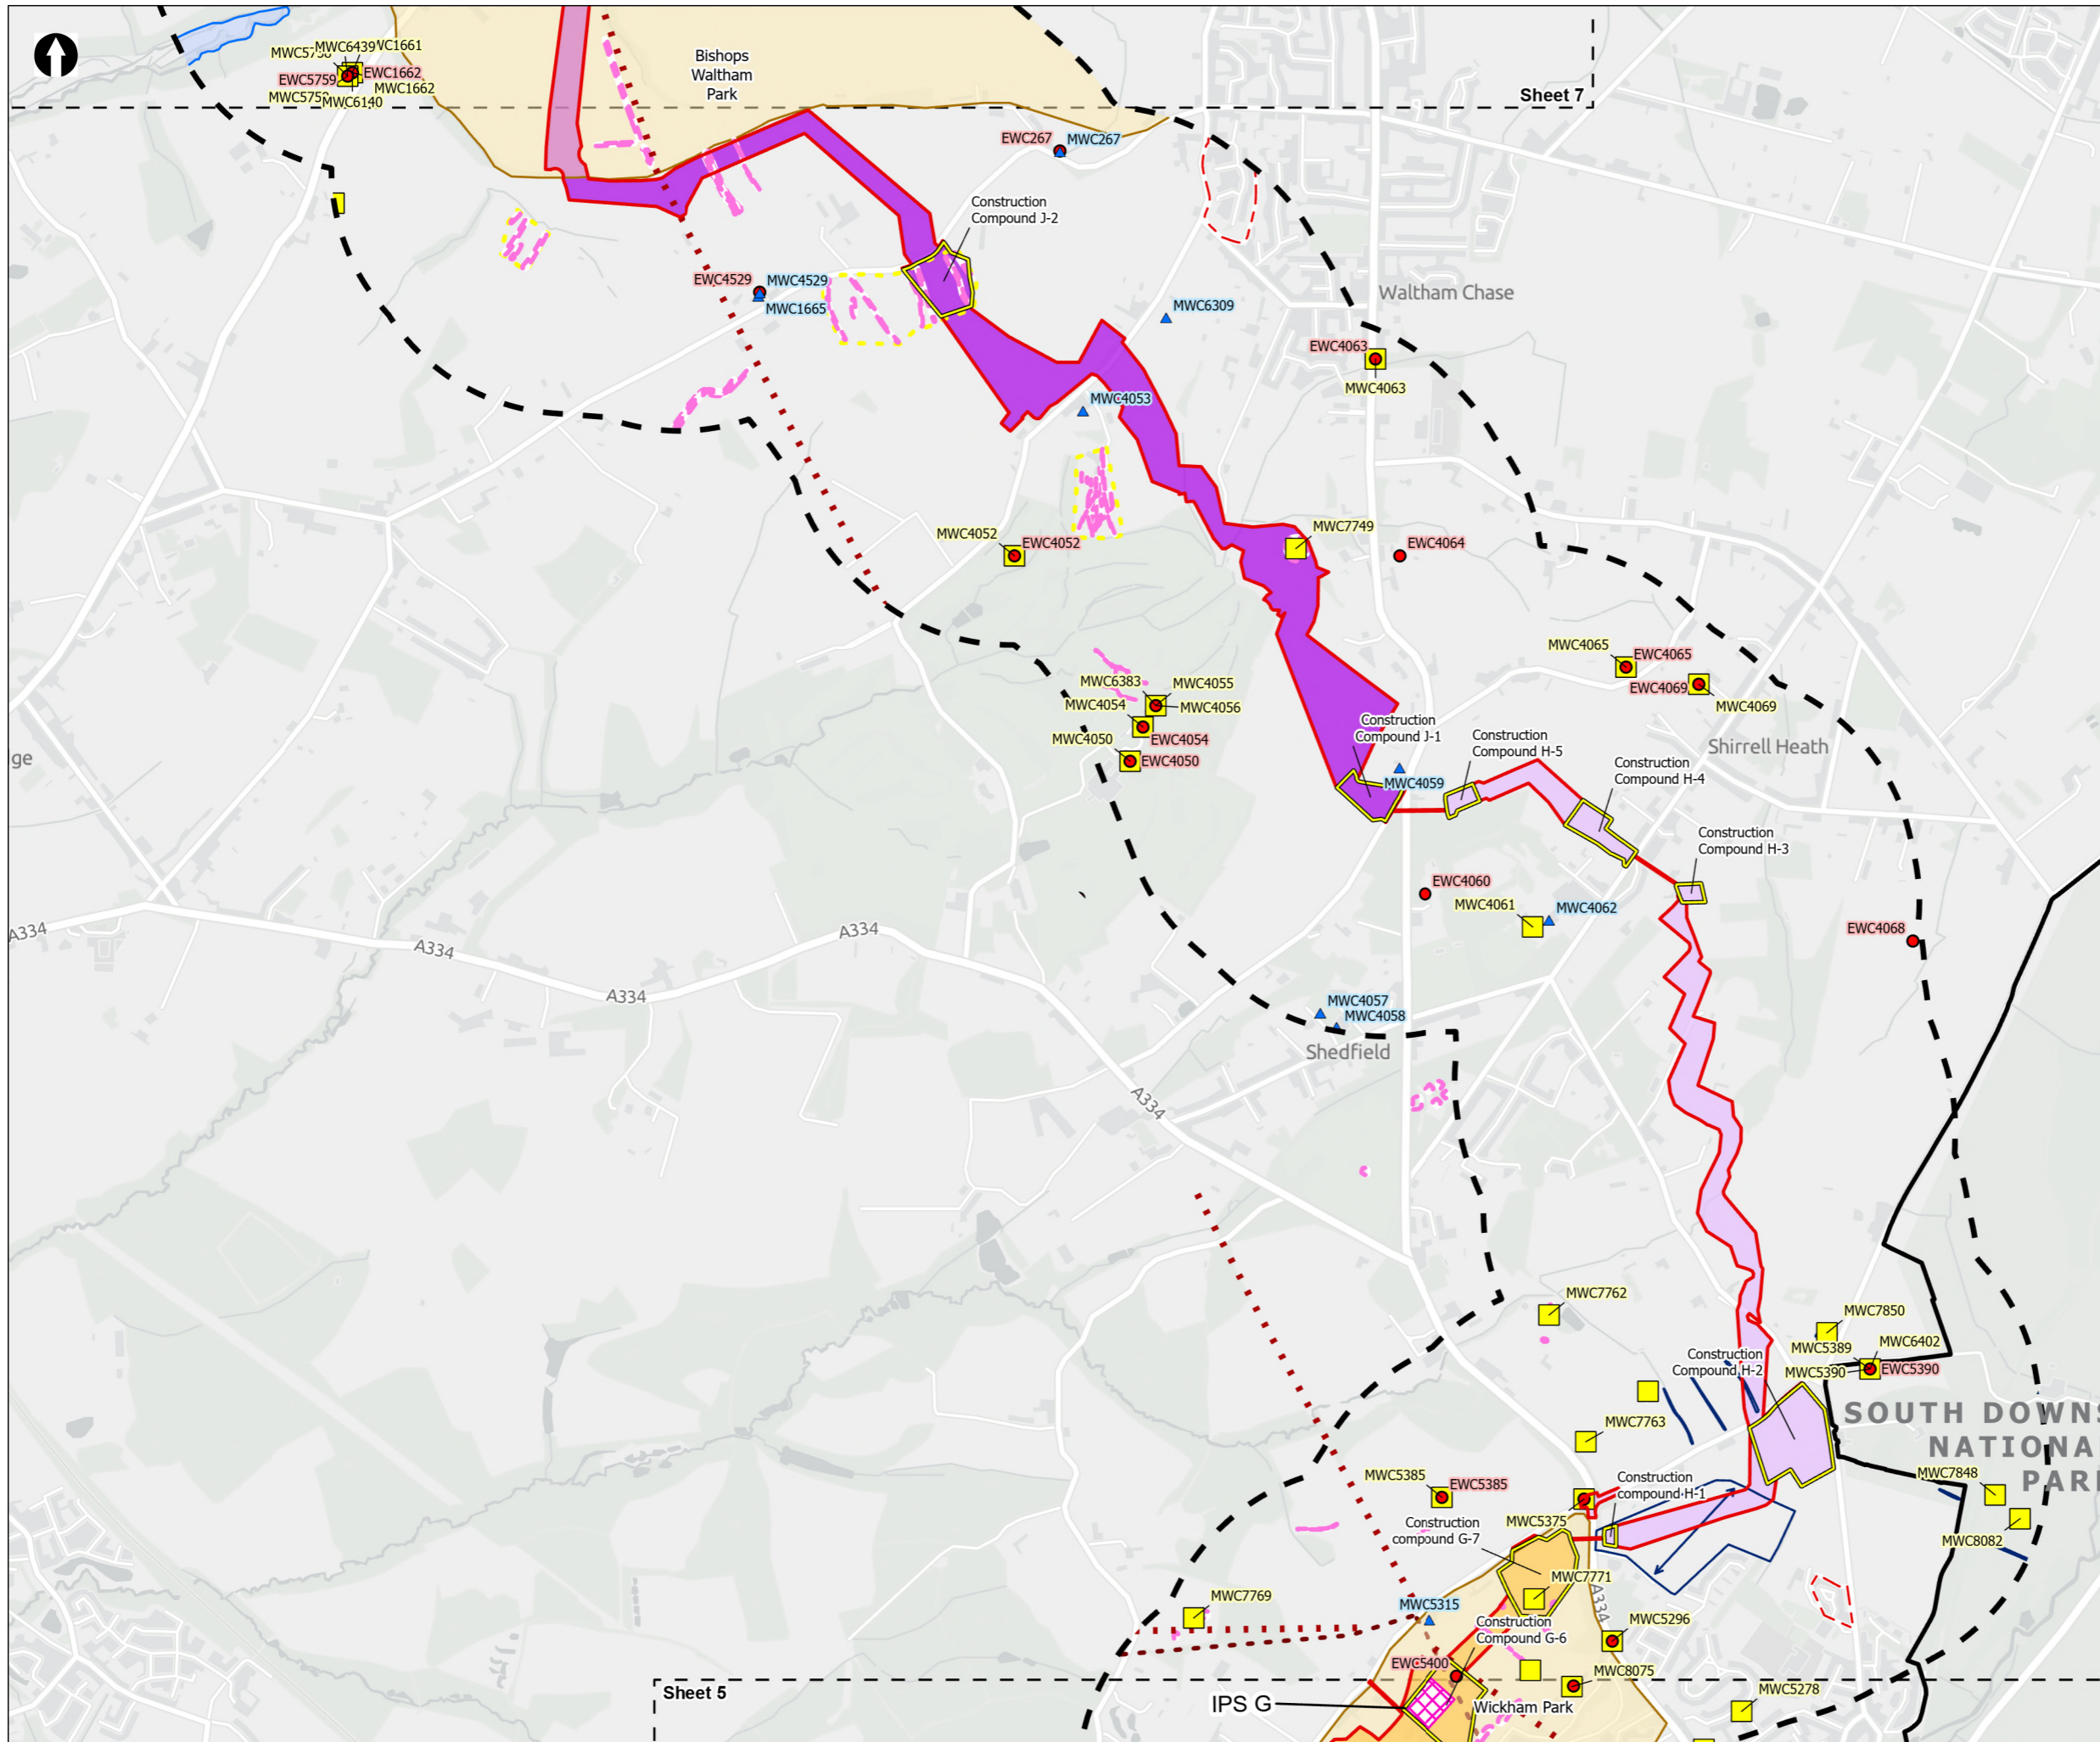 MWC6439
EWC5759
EWC1662
MWC1662
MWC6140
Bishops
Waltham
Park
Sheet 7
EWC267
MWC267
Construction
Compound J-2
EWC4529
MWC4529
MWC1665
MWC6309
Waltham Chase
EWC4063
MWC4063
MWC4053
MWC7749
MWC4052
EWC4052
EWC4064
MWC4065
EWC4065
EWC4069
MWC4069
MWC6383
MWC4055
MWC4054
MWC4056
MWC4050
EWC4054
EWC4050
Construction
Compound J-1
Construction
Compound H-5
Shirrell Heath
ge
Construction
Compound H-4
MWC4059
Construction
Compound H-3
EWC4060
MWC4061
MWC4062
EWC4068
A334
A334
A334
A334
MWC4057
MWC4058
Shedfield
A334
MWC7762
MWC7850
MWC5389
MWC6402
Construction
Compound H-2
MWC5390
EWC5390
SOUTH DOWNS
NATIONA
PARK
MWC7763
MWC7848
MWC5385
EWC5385
Construction
compound H-1
Construction
compound G-7
MWC5375
MWC8082
MWC7771
MWC7769
MWC5315
A334
Construction
Compound G-6
MWC5296
EWC5400
MWC8075
Sheet 5
IPS G
Wickham Park
MWC5278